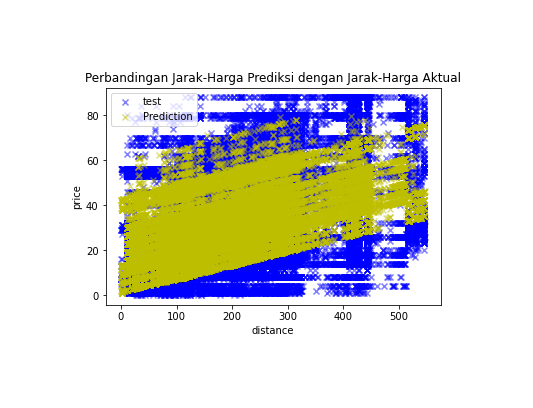 Perbandingan Jarak-Harga Prediksi dengan Jarak-Harga Aktual
test
Prediction
price
80
60
40
20
0
0 100 200 300 400 500
distance